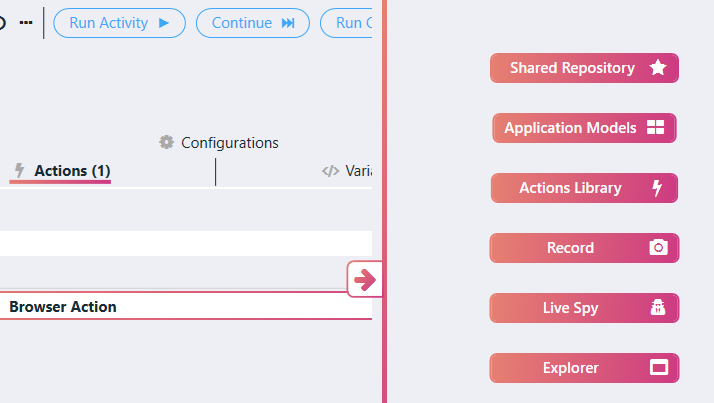 Run Activity
Continue
Run
Configurations
Actions (1)
Browser Action
Shared Repository
Application Models
Actions Library
Record
Live Spy
Explorer